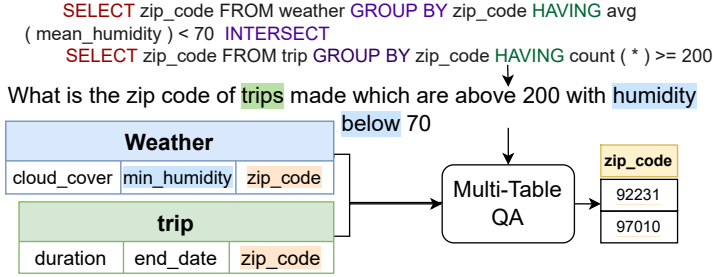 SELECT zip_code FROM weather GROUP BY zip_code HAVING avg
( mean_humidity ) < 70 INTERSECT
SELECT zip_code FROM trip GROUP BY zip_code HAVING count ( * ) >= 200
What is the zip code of trips made which are above 200 with humidity
below 70
Weather
cloud_cover min_humidity zip_code
trip
duration end_date zip_code
Multi-Table
QA
zip_code
92231
97010